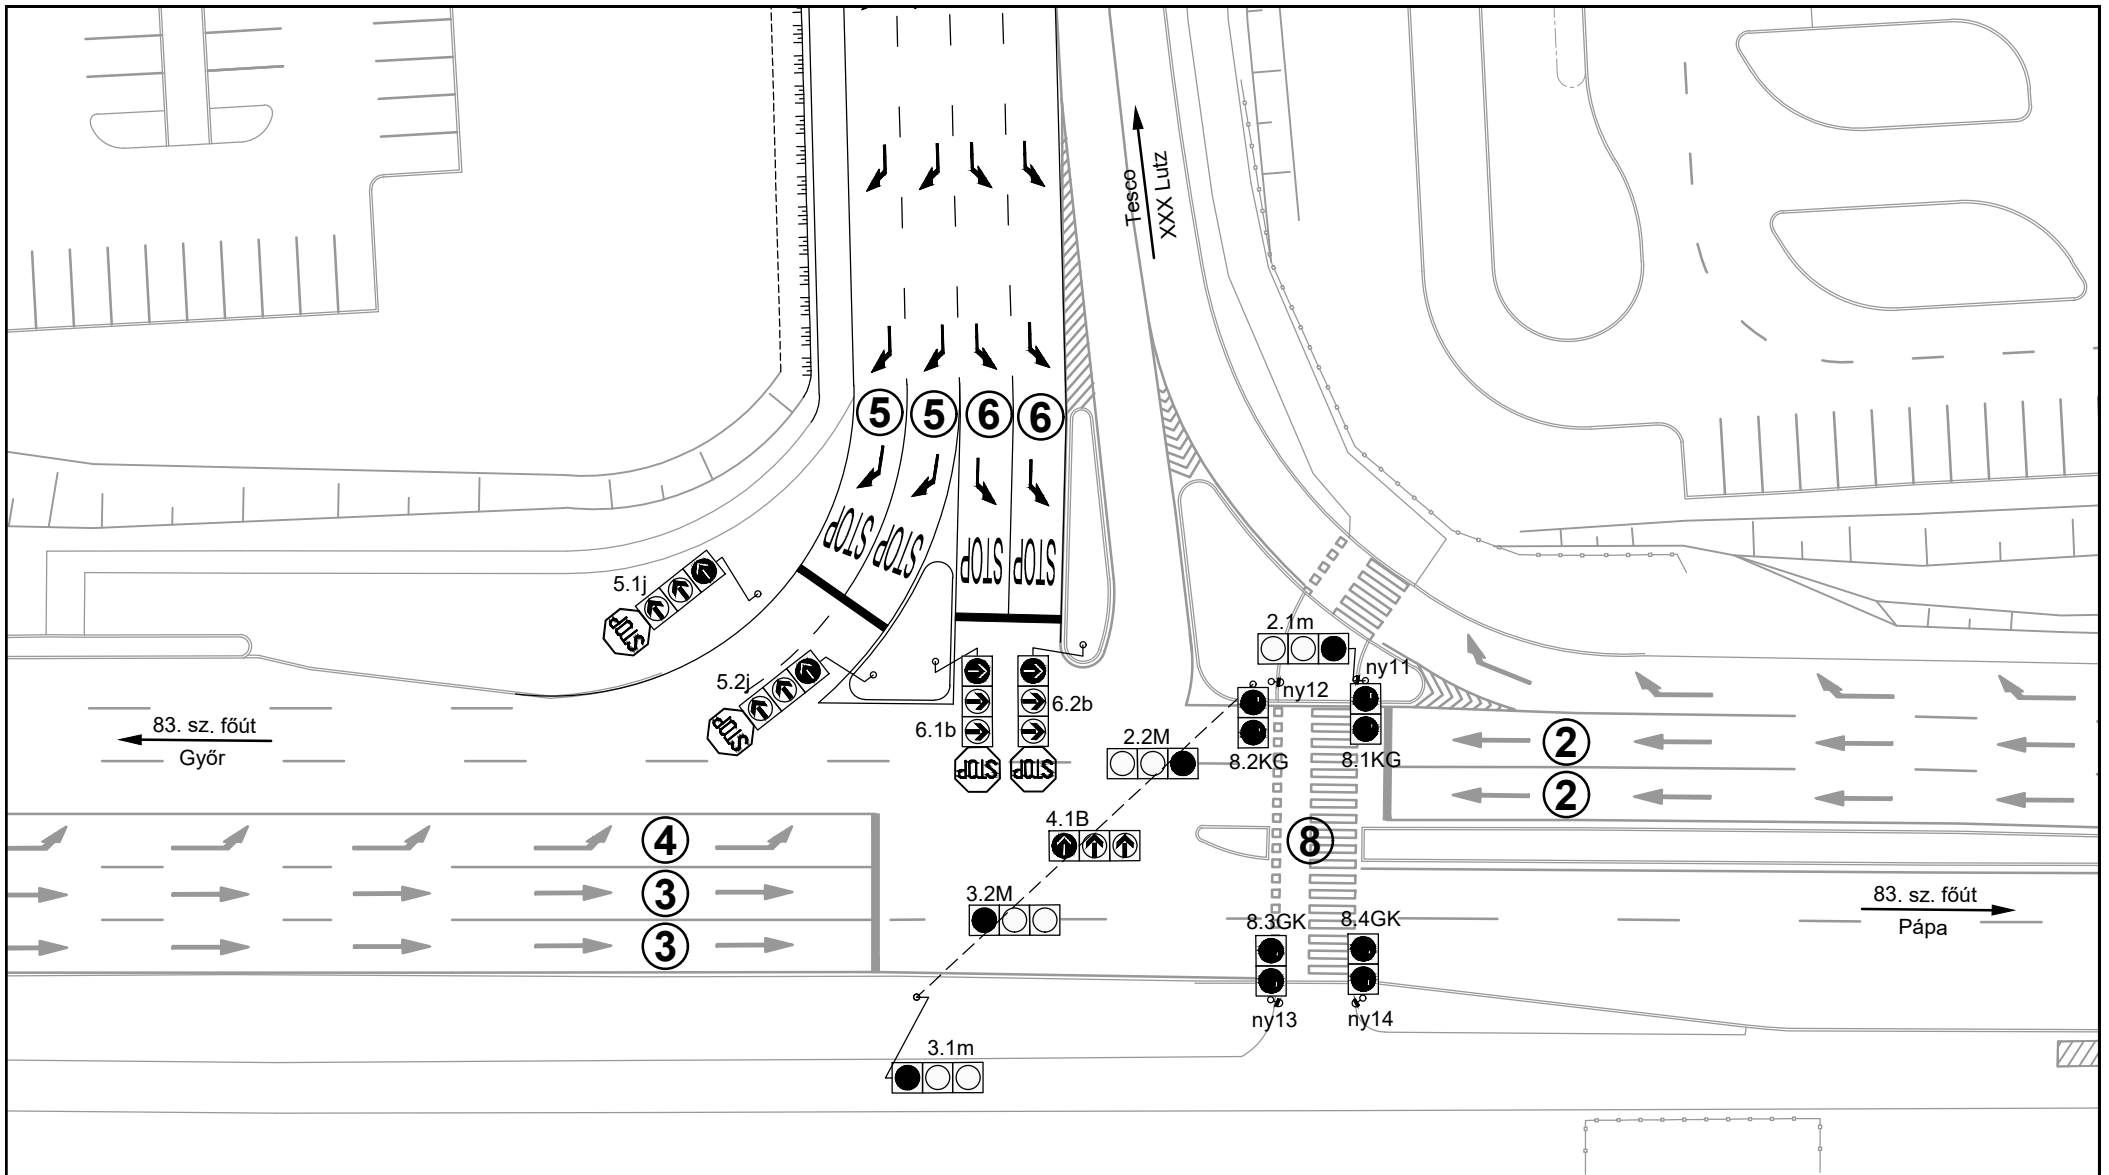 Tesco
XXX Lutz
5
5
6
6
STOP
STOP
STOP
STOP
5.1j
STOP
2.1m
ny11
ny12
5.2j
STOP
6.1b
6.2b
STOP
STOP
2.2M
8.2KG
8.1KG
83. sz. főút
Győr
2
2
4.1B
4
8
3
3
3.2M
8.3GK
8.4GK
83. sz. főút
Pápa
ny13
ny14
3.1m